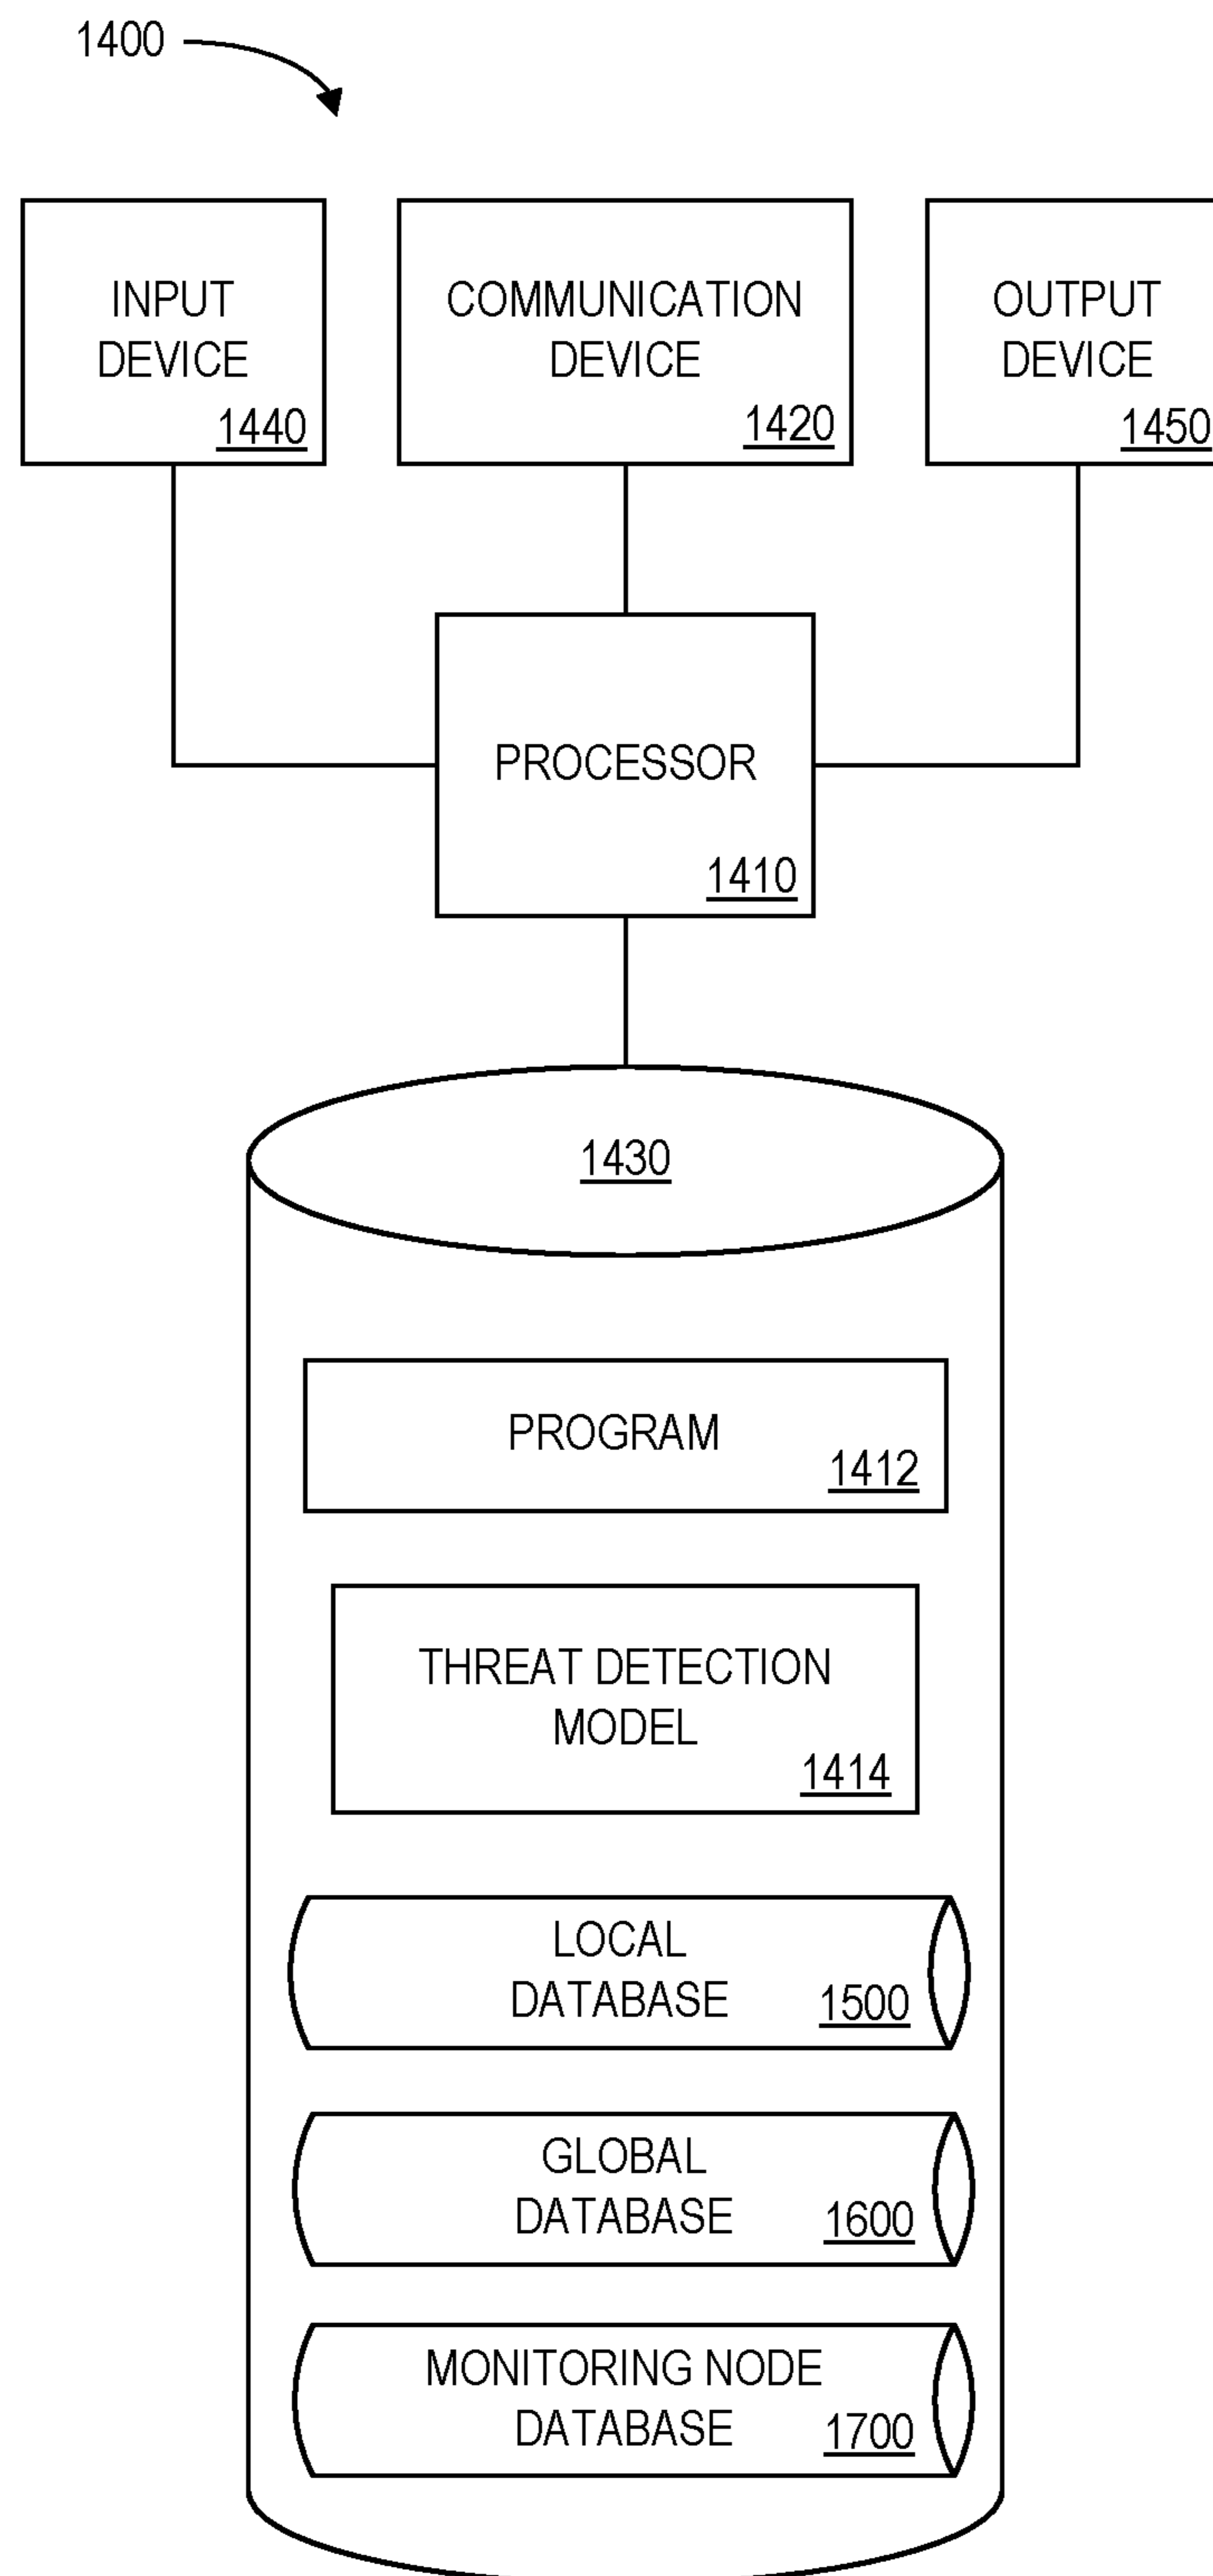 1400
INPUT
DEVICE
1440
COMMUNICATION
DEVICE
1420
OUTPUT
DEVICE
1450
PROCESSOR
1410
1430
PROGRAM
1412
THREAT DETECTION
MODEL
1414
LOCAL
DATABASE
1500
GLOBAL
DATABASE
1600
MONITORING NODE
DATABASE
1700